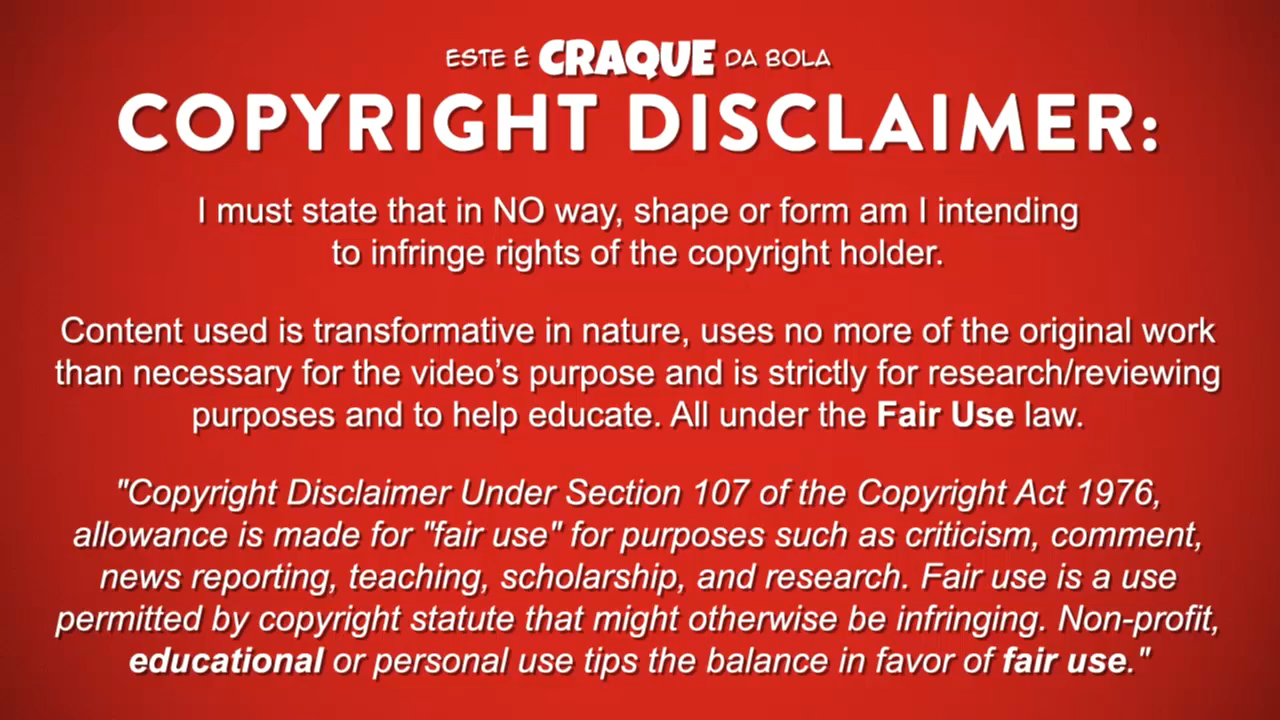 ESTE É CRAQUE DA BOLA
COPYRIGHT DISCLAIMER:
I must state that in NO way, shape or form am I intending
to infringe rights of the copyright holder.
Content used is transformative in nature, uses no more of the original work
than necessary for the video’s purpose and is strictly for research/reviewing
purposes and to help educate. All under the Fair Use law.
"Copyright Disclaimer Under Section 107 of the Copyright Act 1976,
allowance is made for "fair use" for purposes such as criticism, comment,
news reporting, teaching, scholarship, and research. Fair use is a use
permitted by copyright statute that might otherwise be infringing. Non-profit,
educational or personal use tips the balance in favor of fair use."